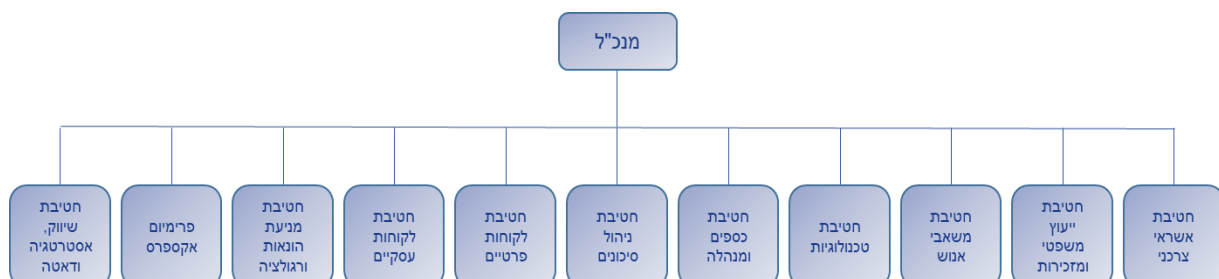 מנכ"ל
חטיבת
אשראי
צרכני
חטיבת
ייעוץ
משפטי
ומזכירות
חטיבת
משאבי
אנוש
חטיבת
טכנולוגיות
חטיבת
כספים
ומנהלה
חטיבת
ניהול
סיכונים
חטיבת
לקוחות
פרטיים
חטיבת
לקוחות
עסקיים
חטיבת
מניעת
הונאות
ורגולציה
פרימיום
אקספרס
חטיבת
שיווק,
אסטרטגיה
ודאטה